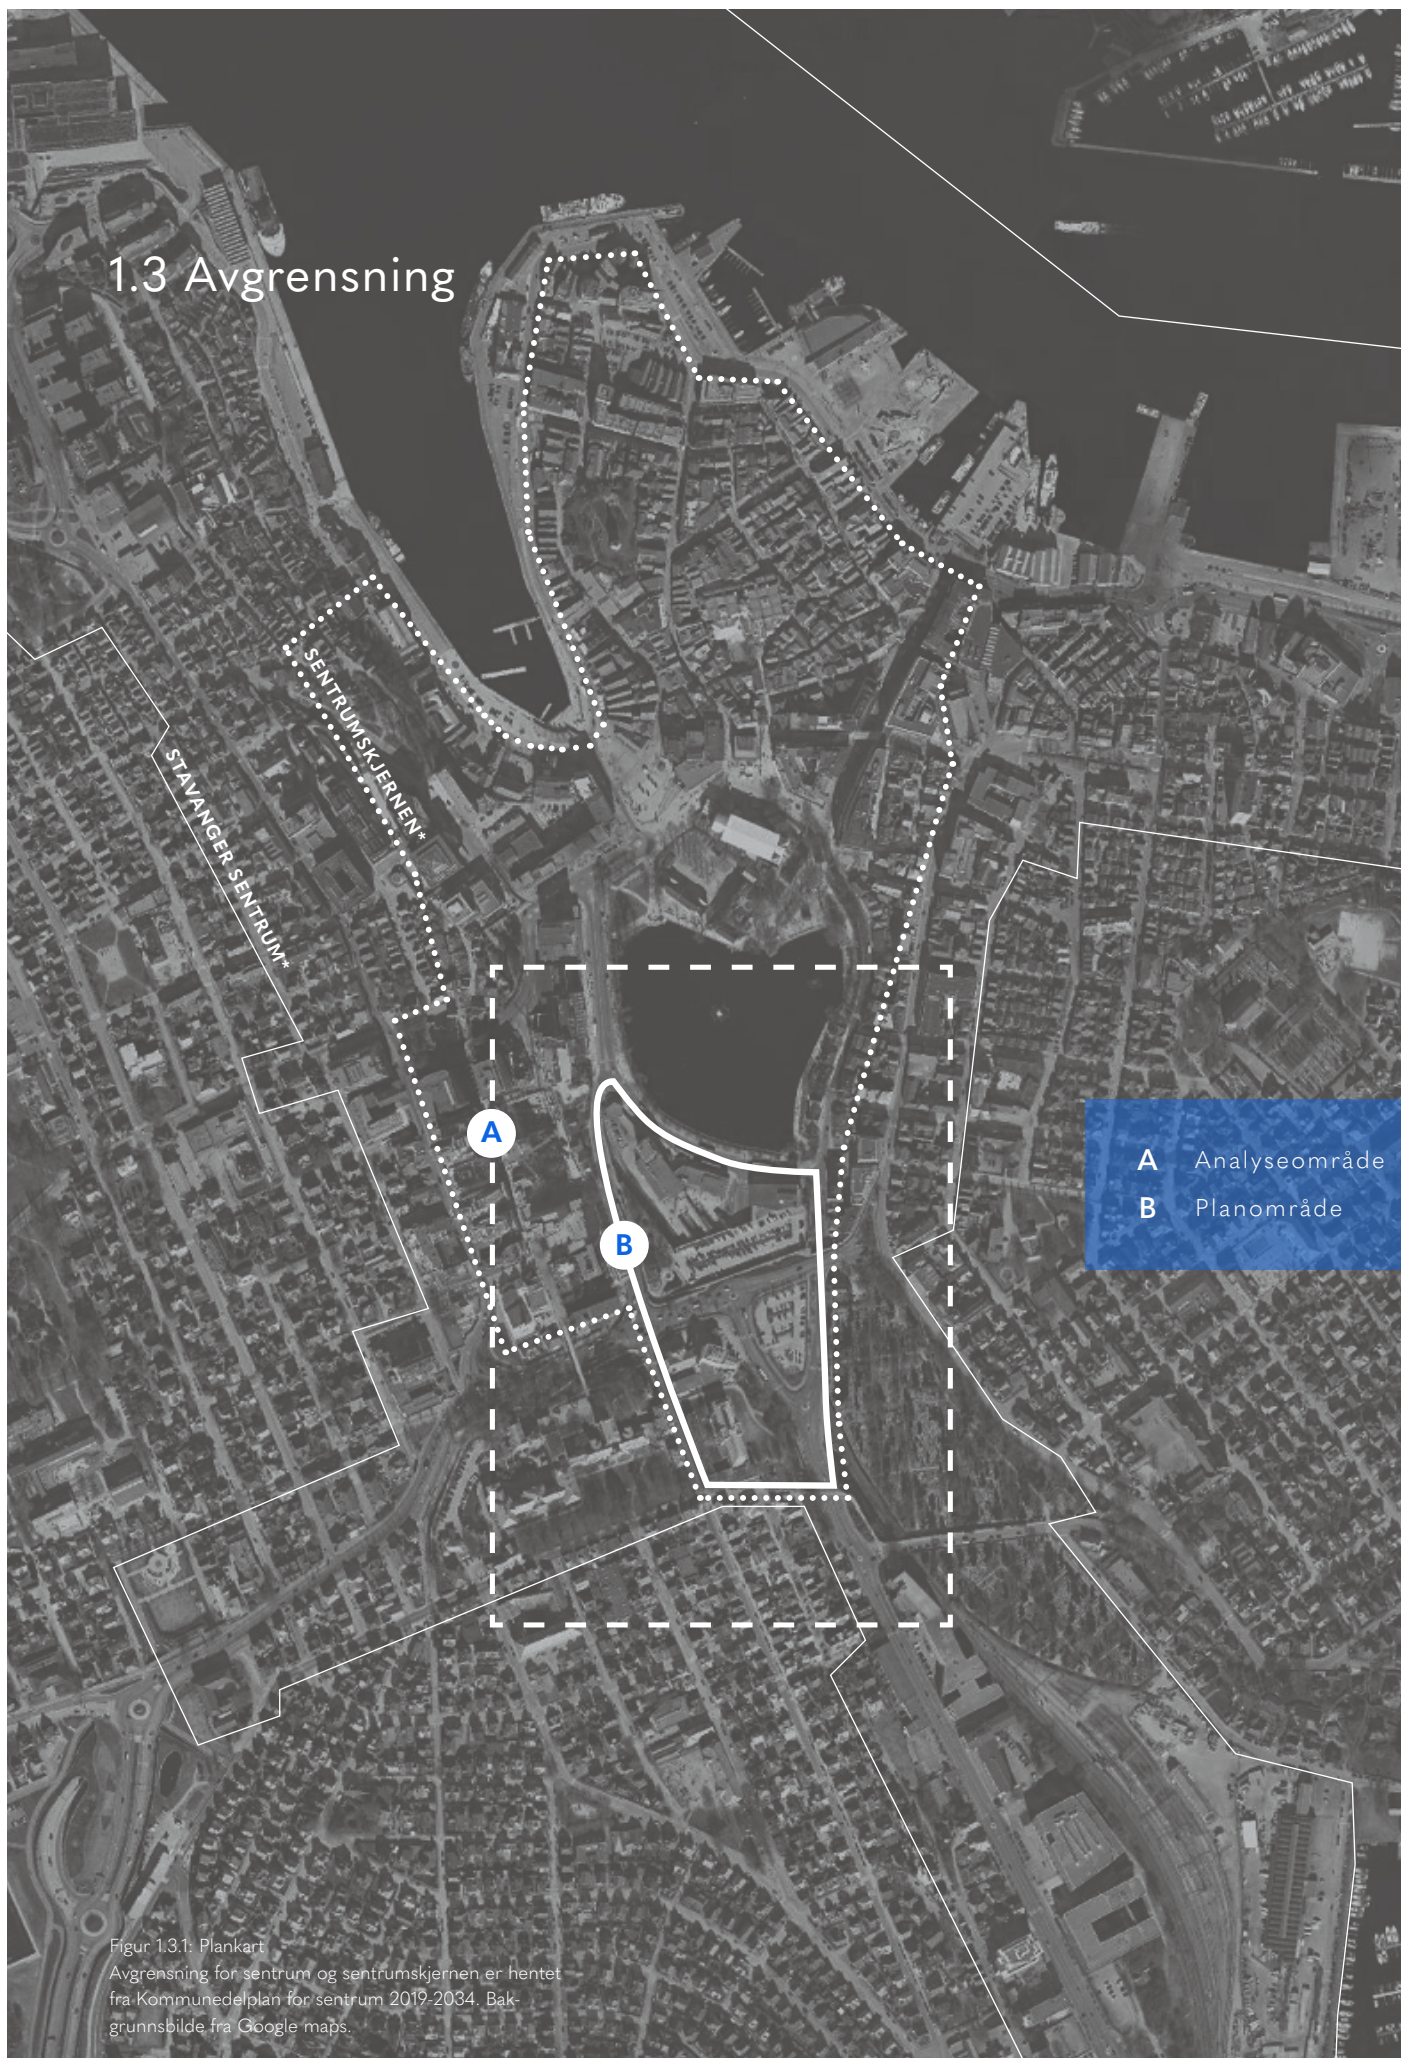 1.3 Avgrensning
SENTRUMSKJERNEN*
STAVANGER SENTRUM*
A
B
A Analyseområde
B Planområde
Figur 1.3.1: Plankart
Avgrensning for sentrum og sentrumskjernen er hentet
fra Kommunedelplan for sentrum 2019-2034. Bak-
grunnsbilde fra Google maps.